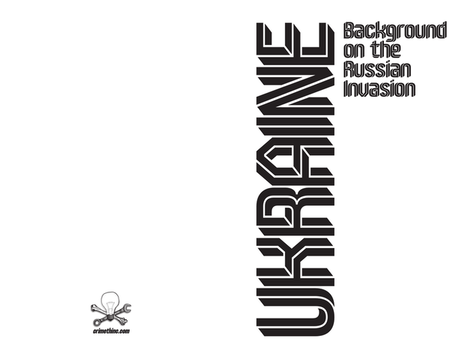 UKRAINE
Background
on the
Russian
Invasion
crimethinc.com